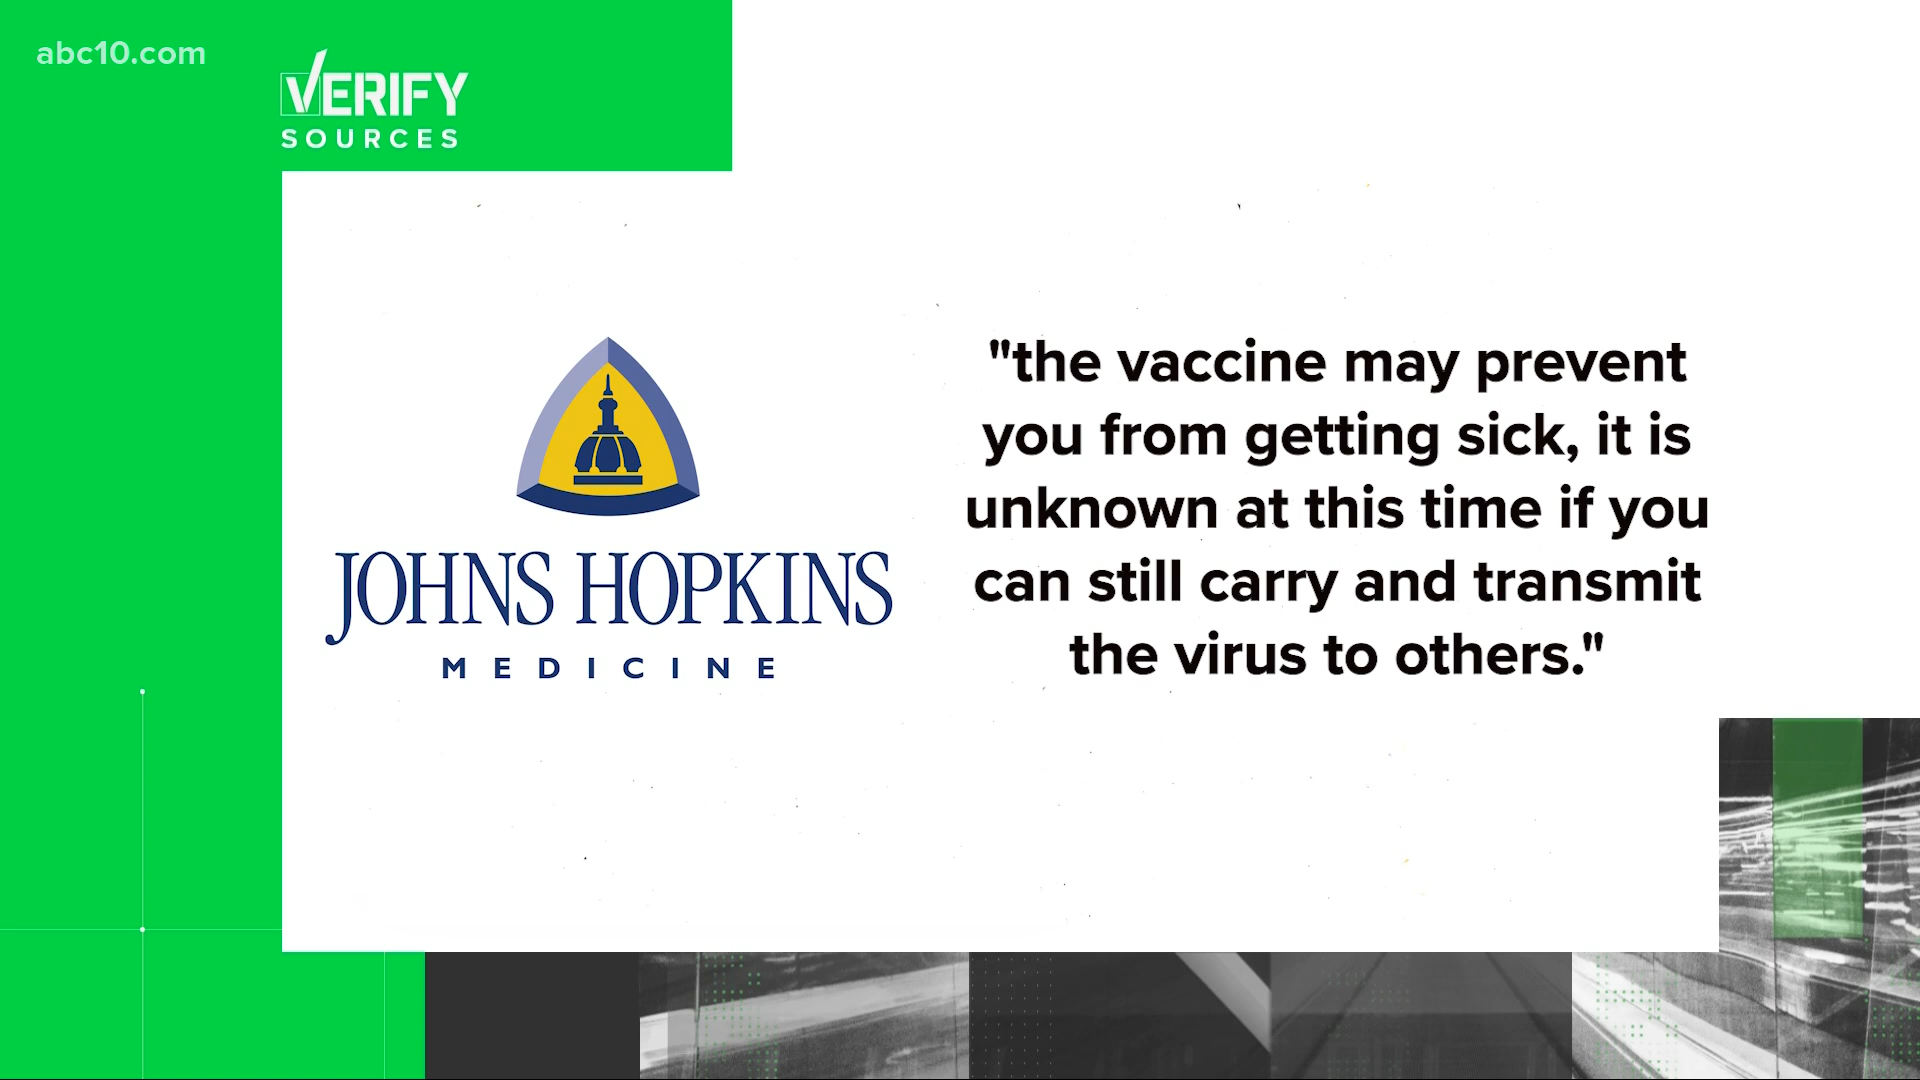 abc10.com
VERIFY
SOURCES
JOHNS HOPKINS
MEDICINE
"the vaccine may prevent
you from getting sick, it is
unknown at this time if you
can still carry and transmit
the virus to others."